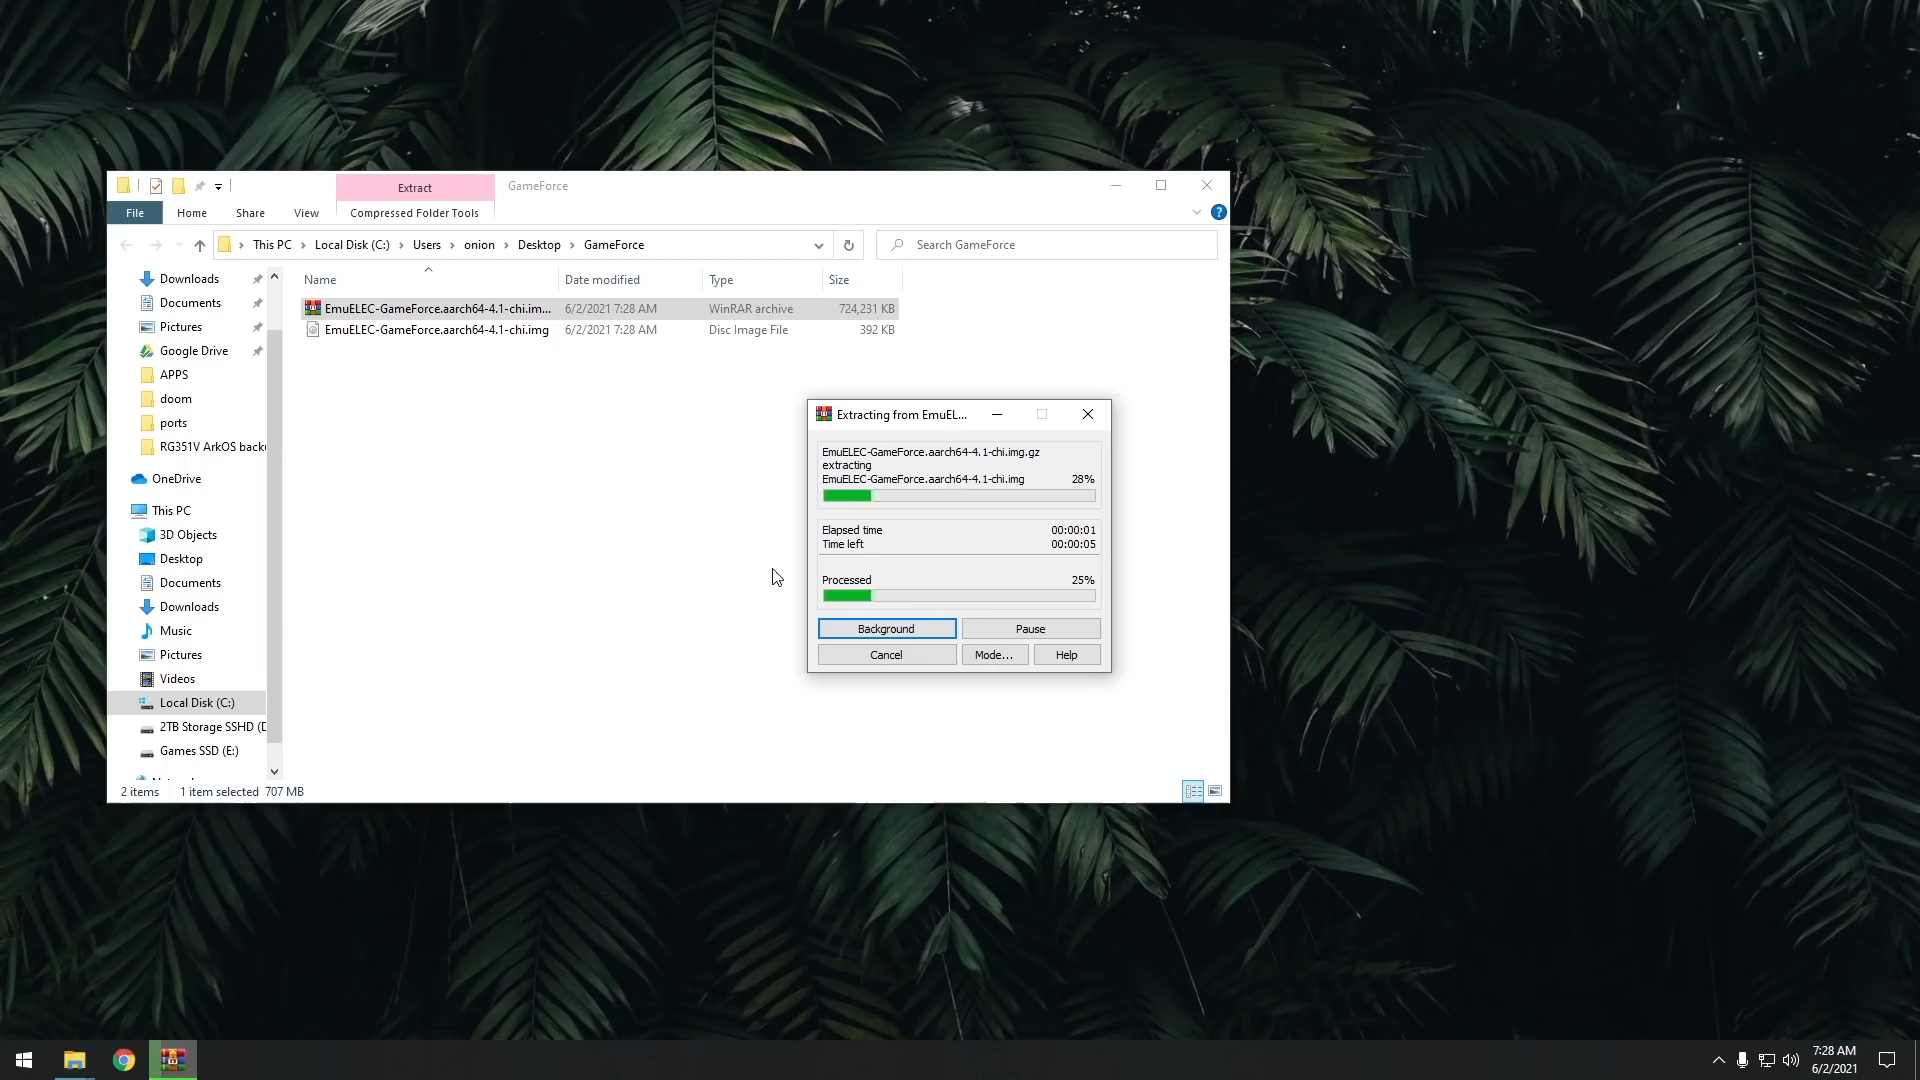 Extract
GameForce
File
Home
Share
View
Compressed Folder Tools
This PC
Local Disk (C:)
Users
onion
Desktop
GameForce
Search GameForce
Downloads
Documents
Pictures
Google Drive
APPS
doom
ports
RG351V ArkOS back
OneDrive
This PC
3D Objects
Desktop
Documents
Downloads
Music
Pictures
Videos
Local Disk (C:)
2TB Storage SSHD (
Games SSD (E:)
Name
Date modified
Type
Size
EmuELEC-GameForce.aarch64-4.1-chi.im...
6/2/2021 7:28 AM
WinRAR archive
724,231 KB
EmuELEC-GameForce.aarch64-4.1-chi.img
6/2/2021 7:28 AM
Disc Image File
392 KB
Extracting from EmuEL...
EmuELEC-GameForce.aarch64-4.1-chi.img.gz
extracting
EmuELEC-GameForce.aarch64-4.1-chi.img 28%
Elapsed time 00:00:01
Time left 00:00:05
Processed 25%
Background
Pause
Cancel
Mode...
Help
2 items
1 item selected 707 MB
7:28 AM
6/2/2021